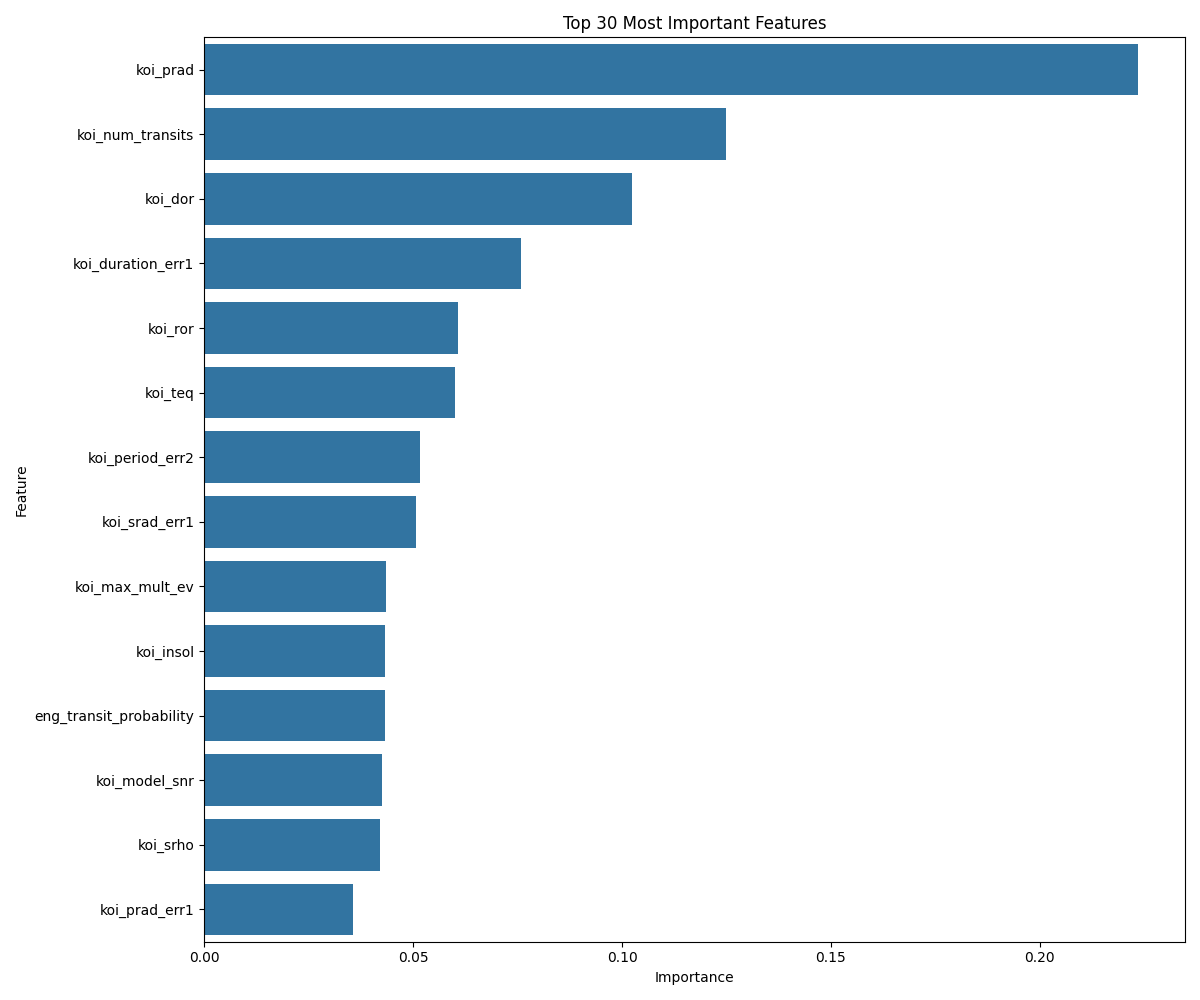 Top 30 Most Important Features
Feature
koi_prad
koi_num_transits
koi_dor
koi_duration_err1
koi_ror
koi_teq
koi_period_err2
koi_srad_err1
koi_max_mult_ev
koi_insol
eng_transit_probability
koi_model_snr
koi_srho
koi_prad_err1
0.00 0.05 0.10 0.15 0.20
Importance